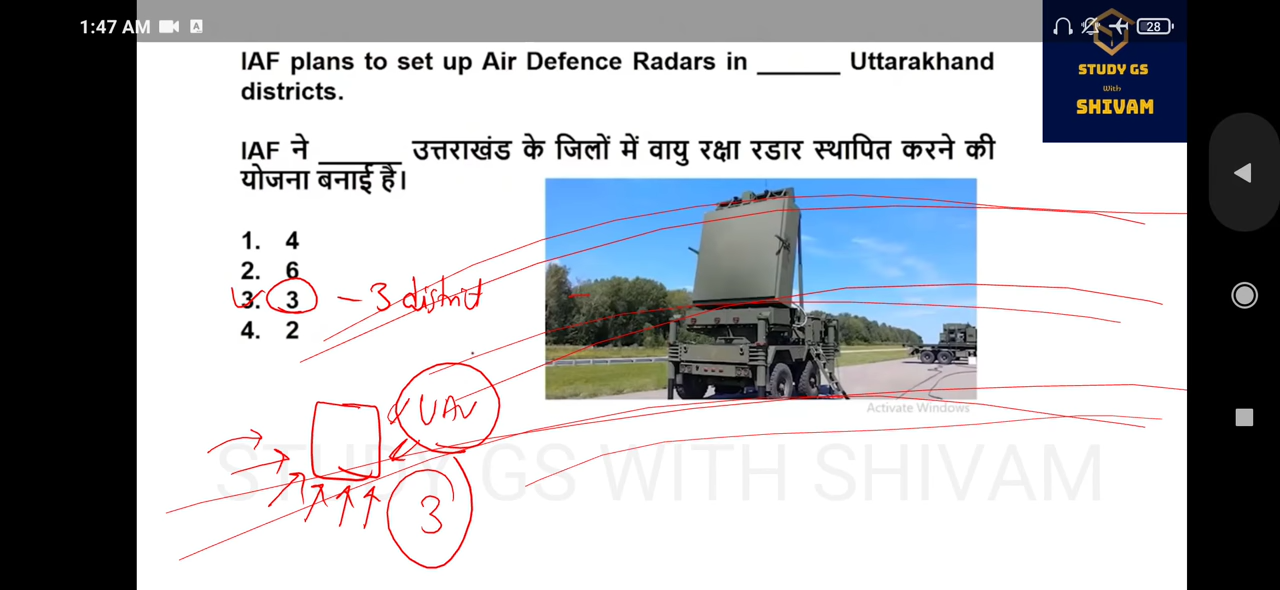 1:47 AM
28
STUDY GS
With
SHIVAM
IAF plans to set up Air Defence Radars in ______ Uttarakhand
districts.
IAF ने ______ उत्तराखंड के जिलों में वायु रक्षा रडार स्थापित करने की
योजना बनाई है।
1. 4
2. 6
3. 3 - 3 district
4. 2
UAV
3
Activate Windows
STUDY GS WITH SHIVAM